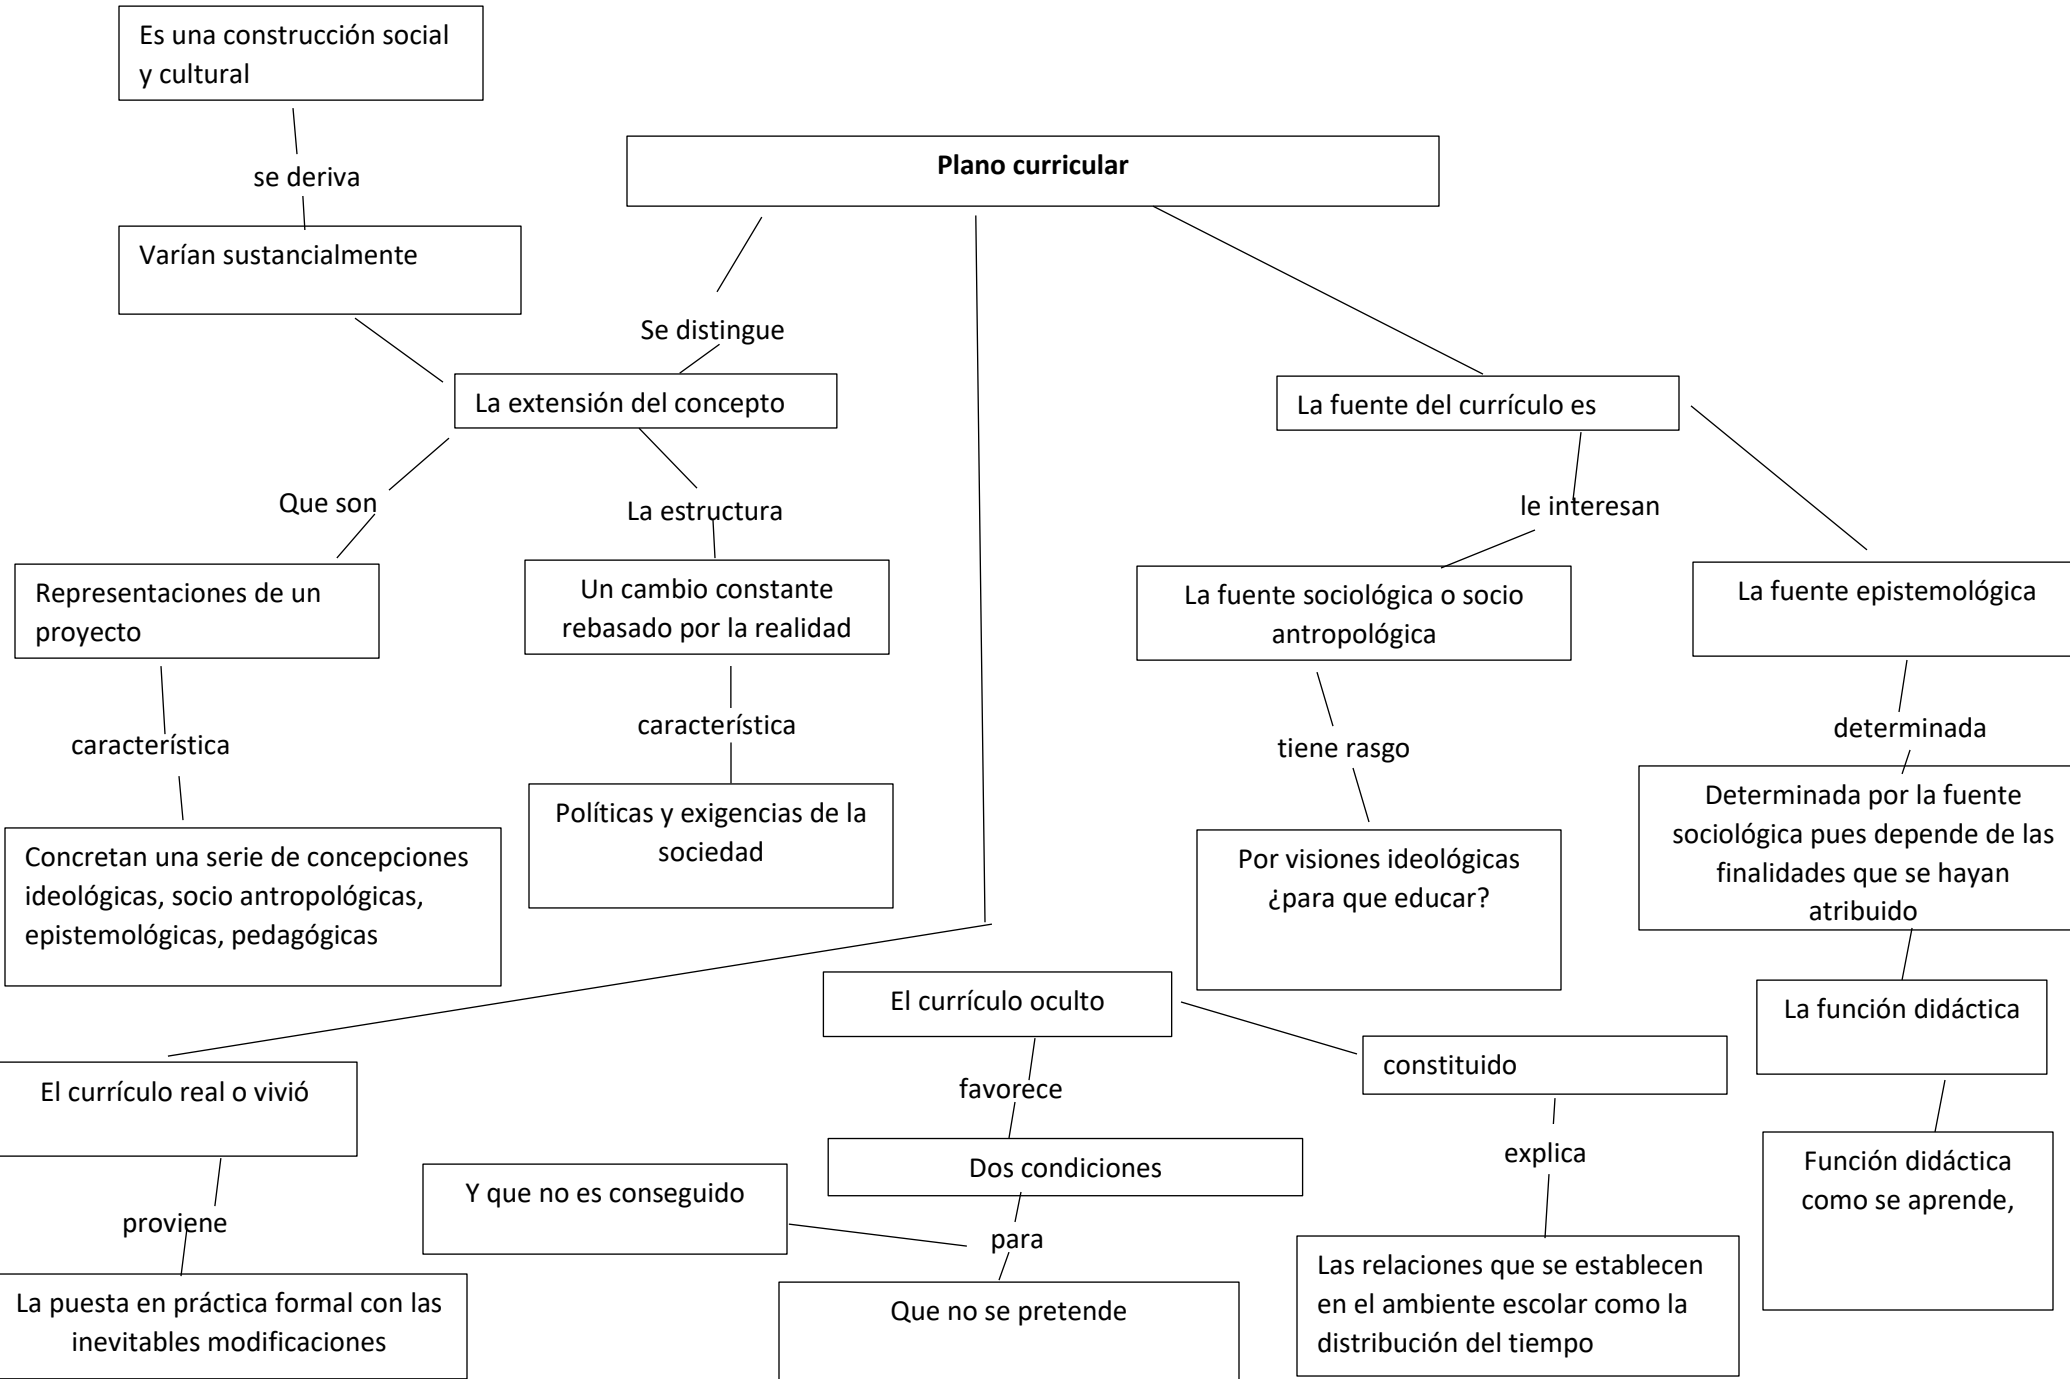 Es una construcción social
y cultural
se deriva
Plano curricular
Varían sustancialmente
Se distingue
La extensión del concepto
La fuente del currículo es
Que son
La estructura
le interesan
Representaciones de un
proyecto
Un cambio constante
rebasado por la realidad
La fuente sociológica o socio
antropológica
La fuente epistemológica
característica
característica
tiene rasgo
determinada
Concretan una serie de concepciones
ideológicas, socio antropológicas,
epistemológicas, pedagógicas
Políticas y exigencias de la
sociedad
Por visiones ideológicas
¿para que educar?
Determinada por la fuente
sociológica pues depende de las
finalidades que se hayan
atribuido
El currículo oculto
La función didáctica
El currículo real o vivió
favorece
constituido
proviene
Y que no es conseguido
Dos condiciones
para
explica
Función didáctica
como se aprende,
La puesta en práctica formal con las
inevitables modificaciones
Que no se pretende
Las relaciones que se establecen
en el ambiente escolar como la
distribución del tiempo